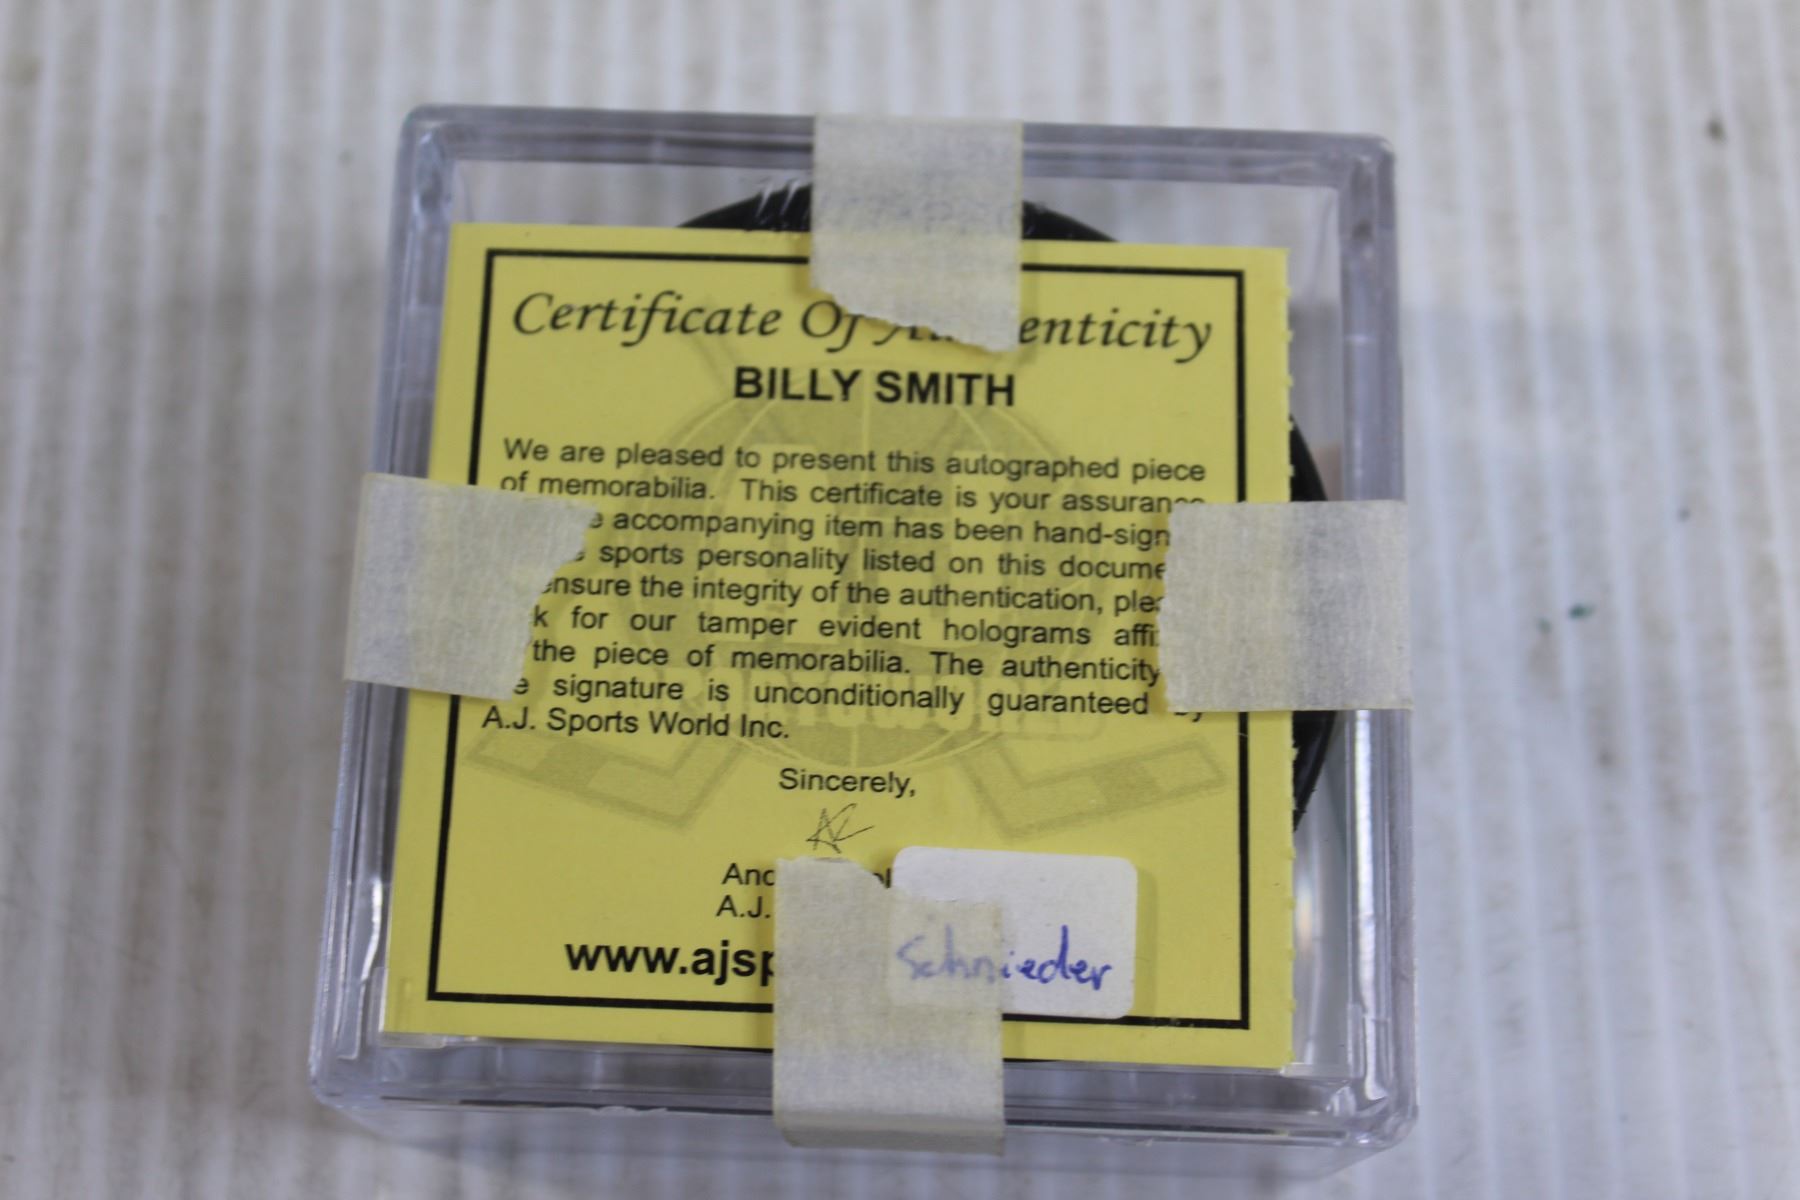 Certificate Of Authenticity
BILLY SMITH
We are pleased to present this autographed piece
of memorabilia. This certificate is your assurance
accompanying item has been hand-sign
sports personality listed on this docume
ensure the integrity of the authentication, plea
k for our tamper evident holograms affi
the piece of memorabilia. The authenticity
e signature is unconditionally guaranteed by
A.J. Sports World Inc.
Sincerely,
And
A.J.
www.ajsp
Schnieder